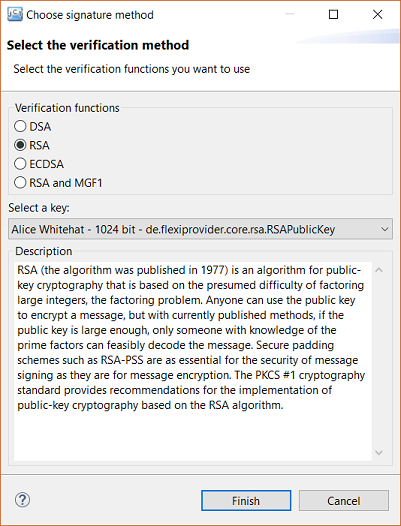 Choose signature method
Select the verification method
Select the verification functions you want to use
Verification functions
DSA
RSA
ECDSA
RSA and MGF1
Select a key:
Alice Whitehat - 1024 bit - de.flexiprovider.core.rsa.RSAPublicKey
Description
RSA (the algorithm was published in 1977) is an algorithm for public-
key cryptography that is based on the presumed difficulty of factoring
large integers, the factoring problem. Anyone can use the public key
to encrypt a message, but with currently published methods, if the
public key is large enough, only someone with knowledge of the
prime factors can feasibly decode the message. Secure padding
schemes such as RSA-PSS are as essential for the security of message
signing as they are for message encryption. The PKCS #1 cryptography
standard provides recommendations for the implementation of
public-key cryptography based on the RSA algorithm.
?
Finish
Cancel